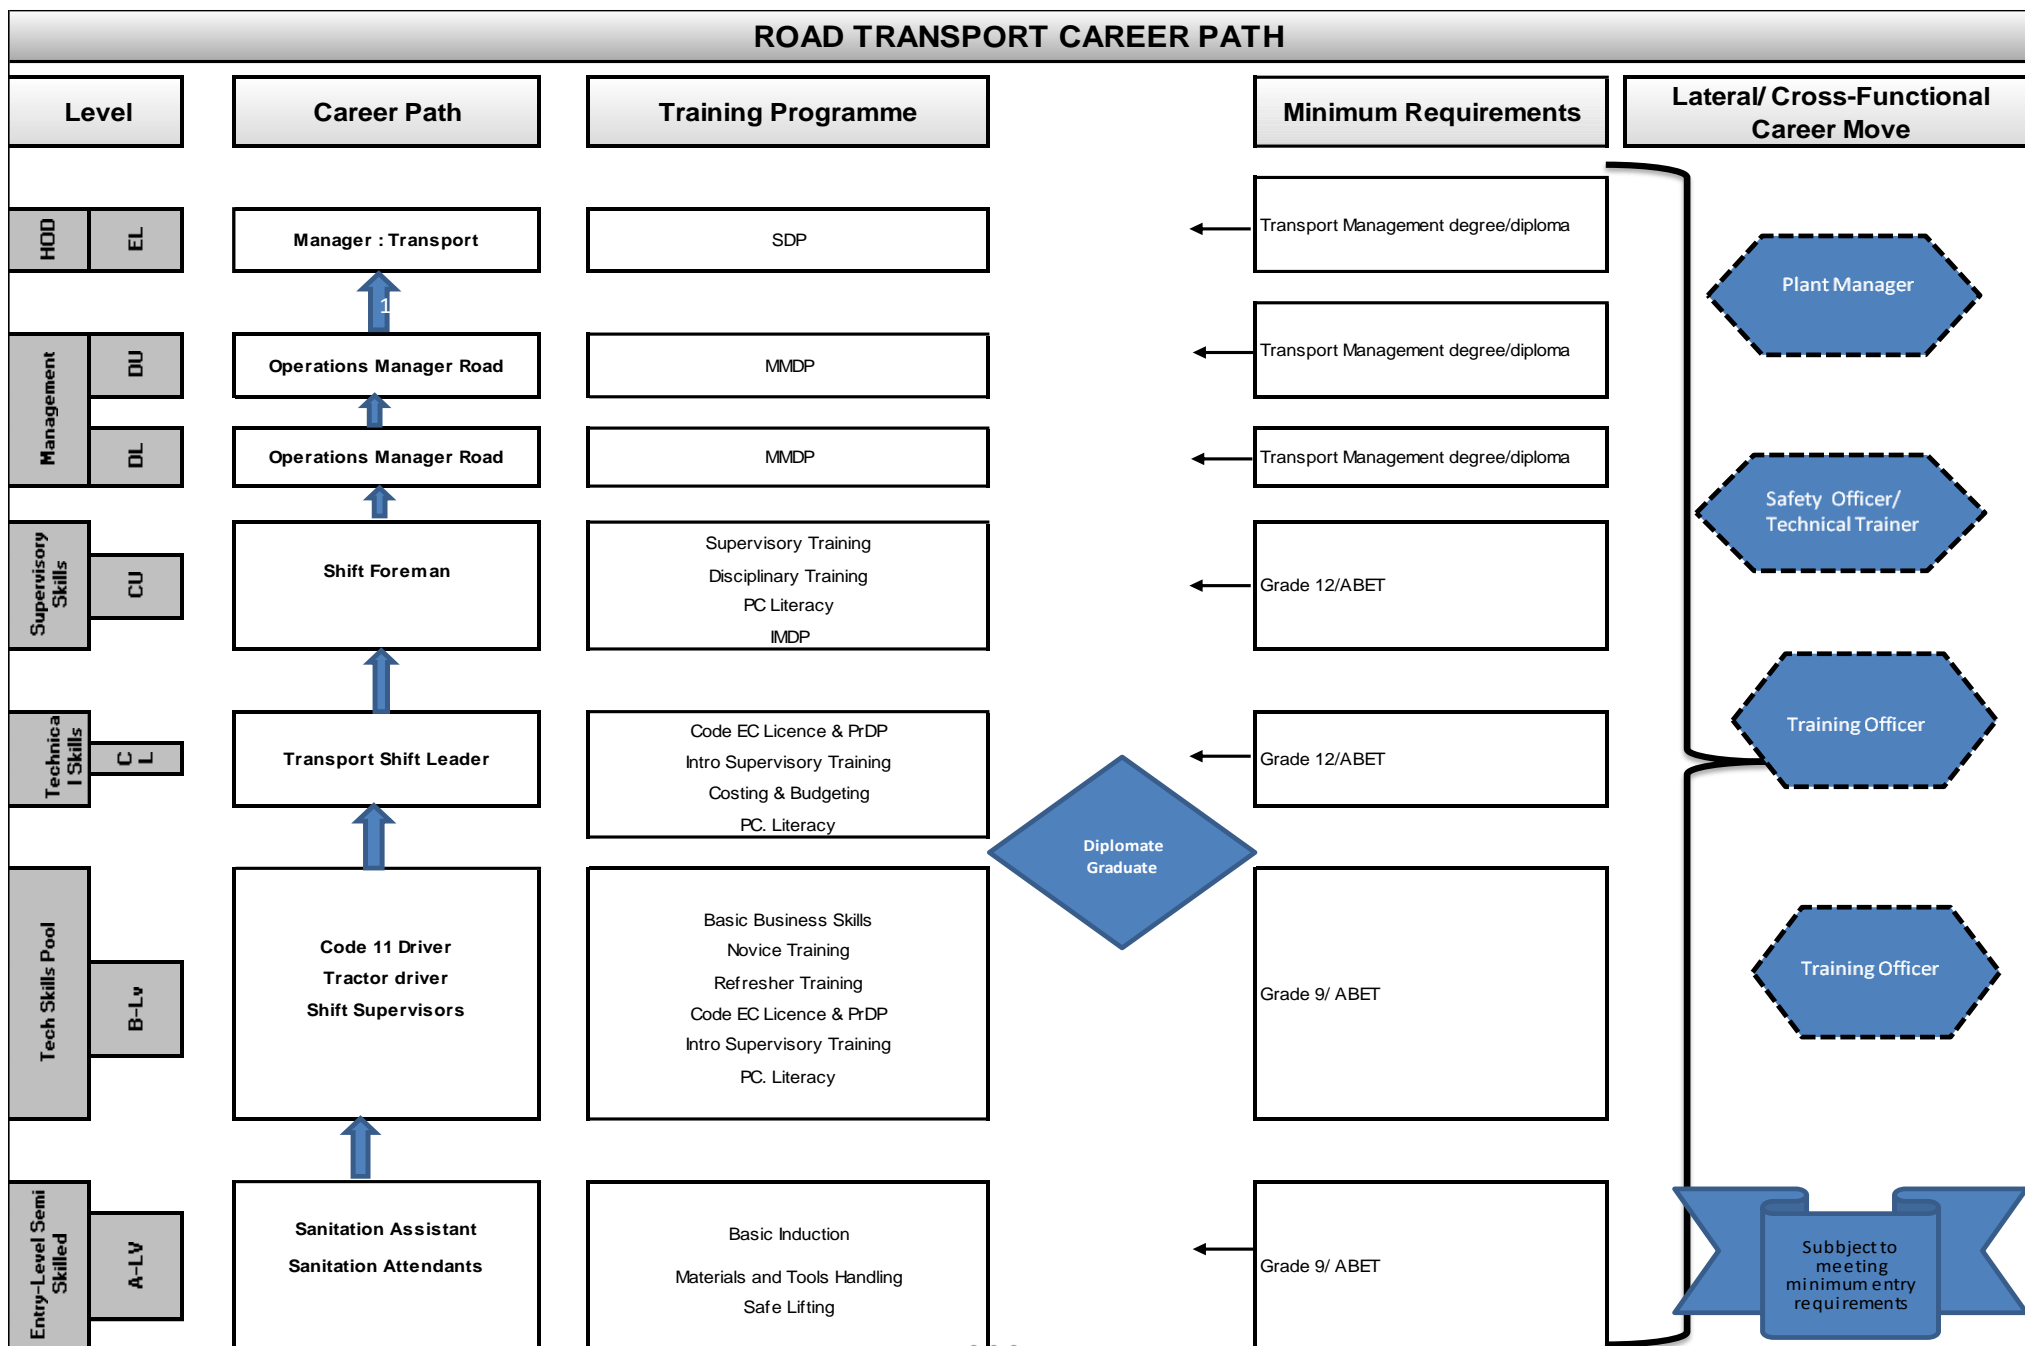 ROAD TRANSPORT CAREER PATH
Level
Career Path
Training Programme
Minimum Requirements
Lateral/ Cross-Functional
Career Move
HOD
EL
Manager : Transport
SDP
Transport Management degree/diploma
Plant Manager
1
Management
DU
Operations Manager Road
MMDP
Transport Management degree/diploma
DL
Operations Manager Road
MMDP
Transport Management degree/diploma
Safety Officer/
Technical Trainer
Supervisory
Skills
CU
Shift Foreman
Supervisory Training
Disciplinary Training
PC Literacy
IMDP
Grade 12/ABET
Training Officer
Technica
l Skills
C
L
Transport Shift Leader
Code EC Licence & PrDP
Intro Supervisory Training
Costing & Budgeting
PC. Literacy
Grade 12/ABET
Diplomate
Graduate
Tech Skills Pool
B-Lv
Code 11 Driver
Tractor driver
Shift Supervisors
Basic Business Skills
Novice Training
Refresher Training
Code EC Licence & PrDP
Intro Supervisory Training
PC. Literacy
Grade 9/ ABET
Training Officer
Entry-Level Semi
Skilled
A-LV
Sanitation Assistant
Sanitation Attendants
Basic Induction
Materials and Tools Handling
Safe Lifting
Grade 9/ ABET
Subbject to
meeting
minimum entry
requirements